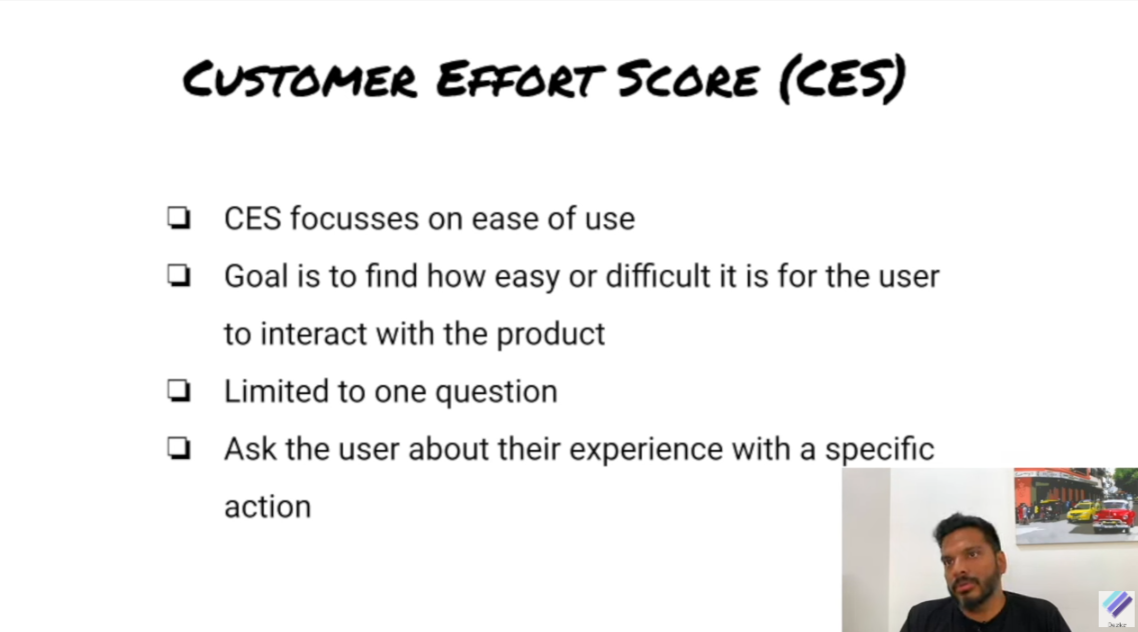 CUSTOMER EFFORT SCORE (CES)
CES focusses on ease of use
Goal is to find how easy or difficult it is for the user
to interact with the product
Limited to one question
Ask the user about their experience with a specific
action